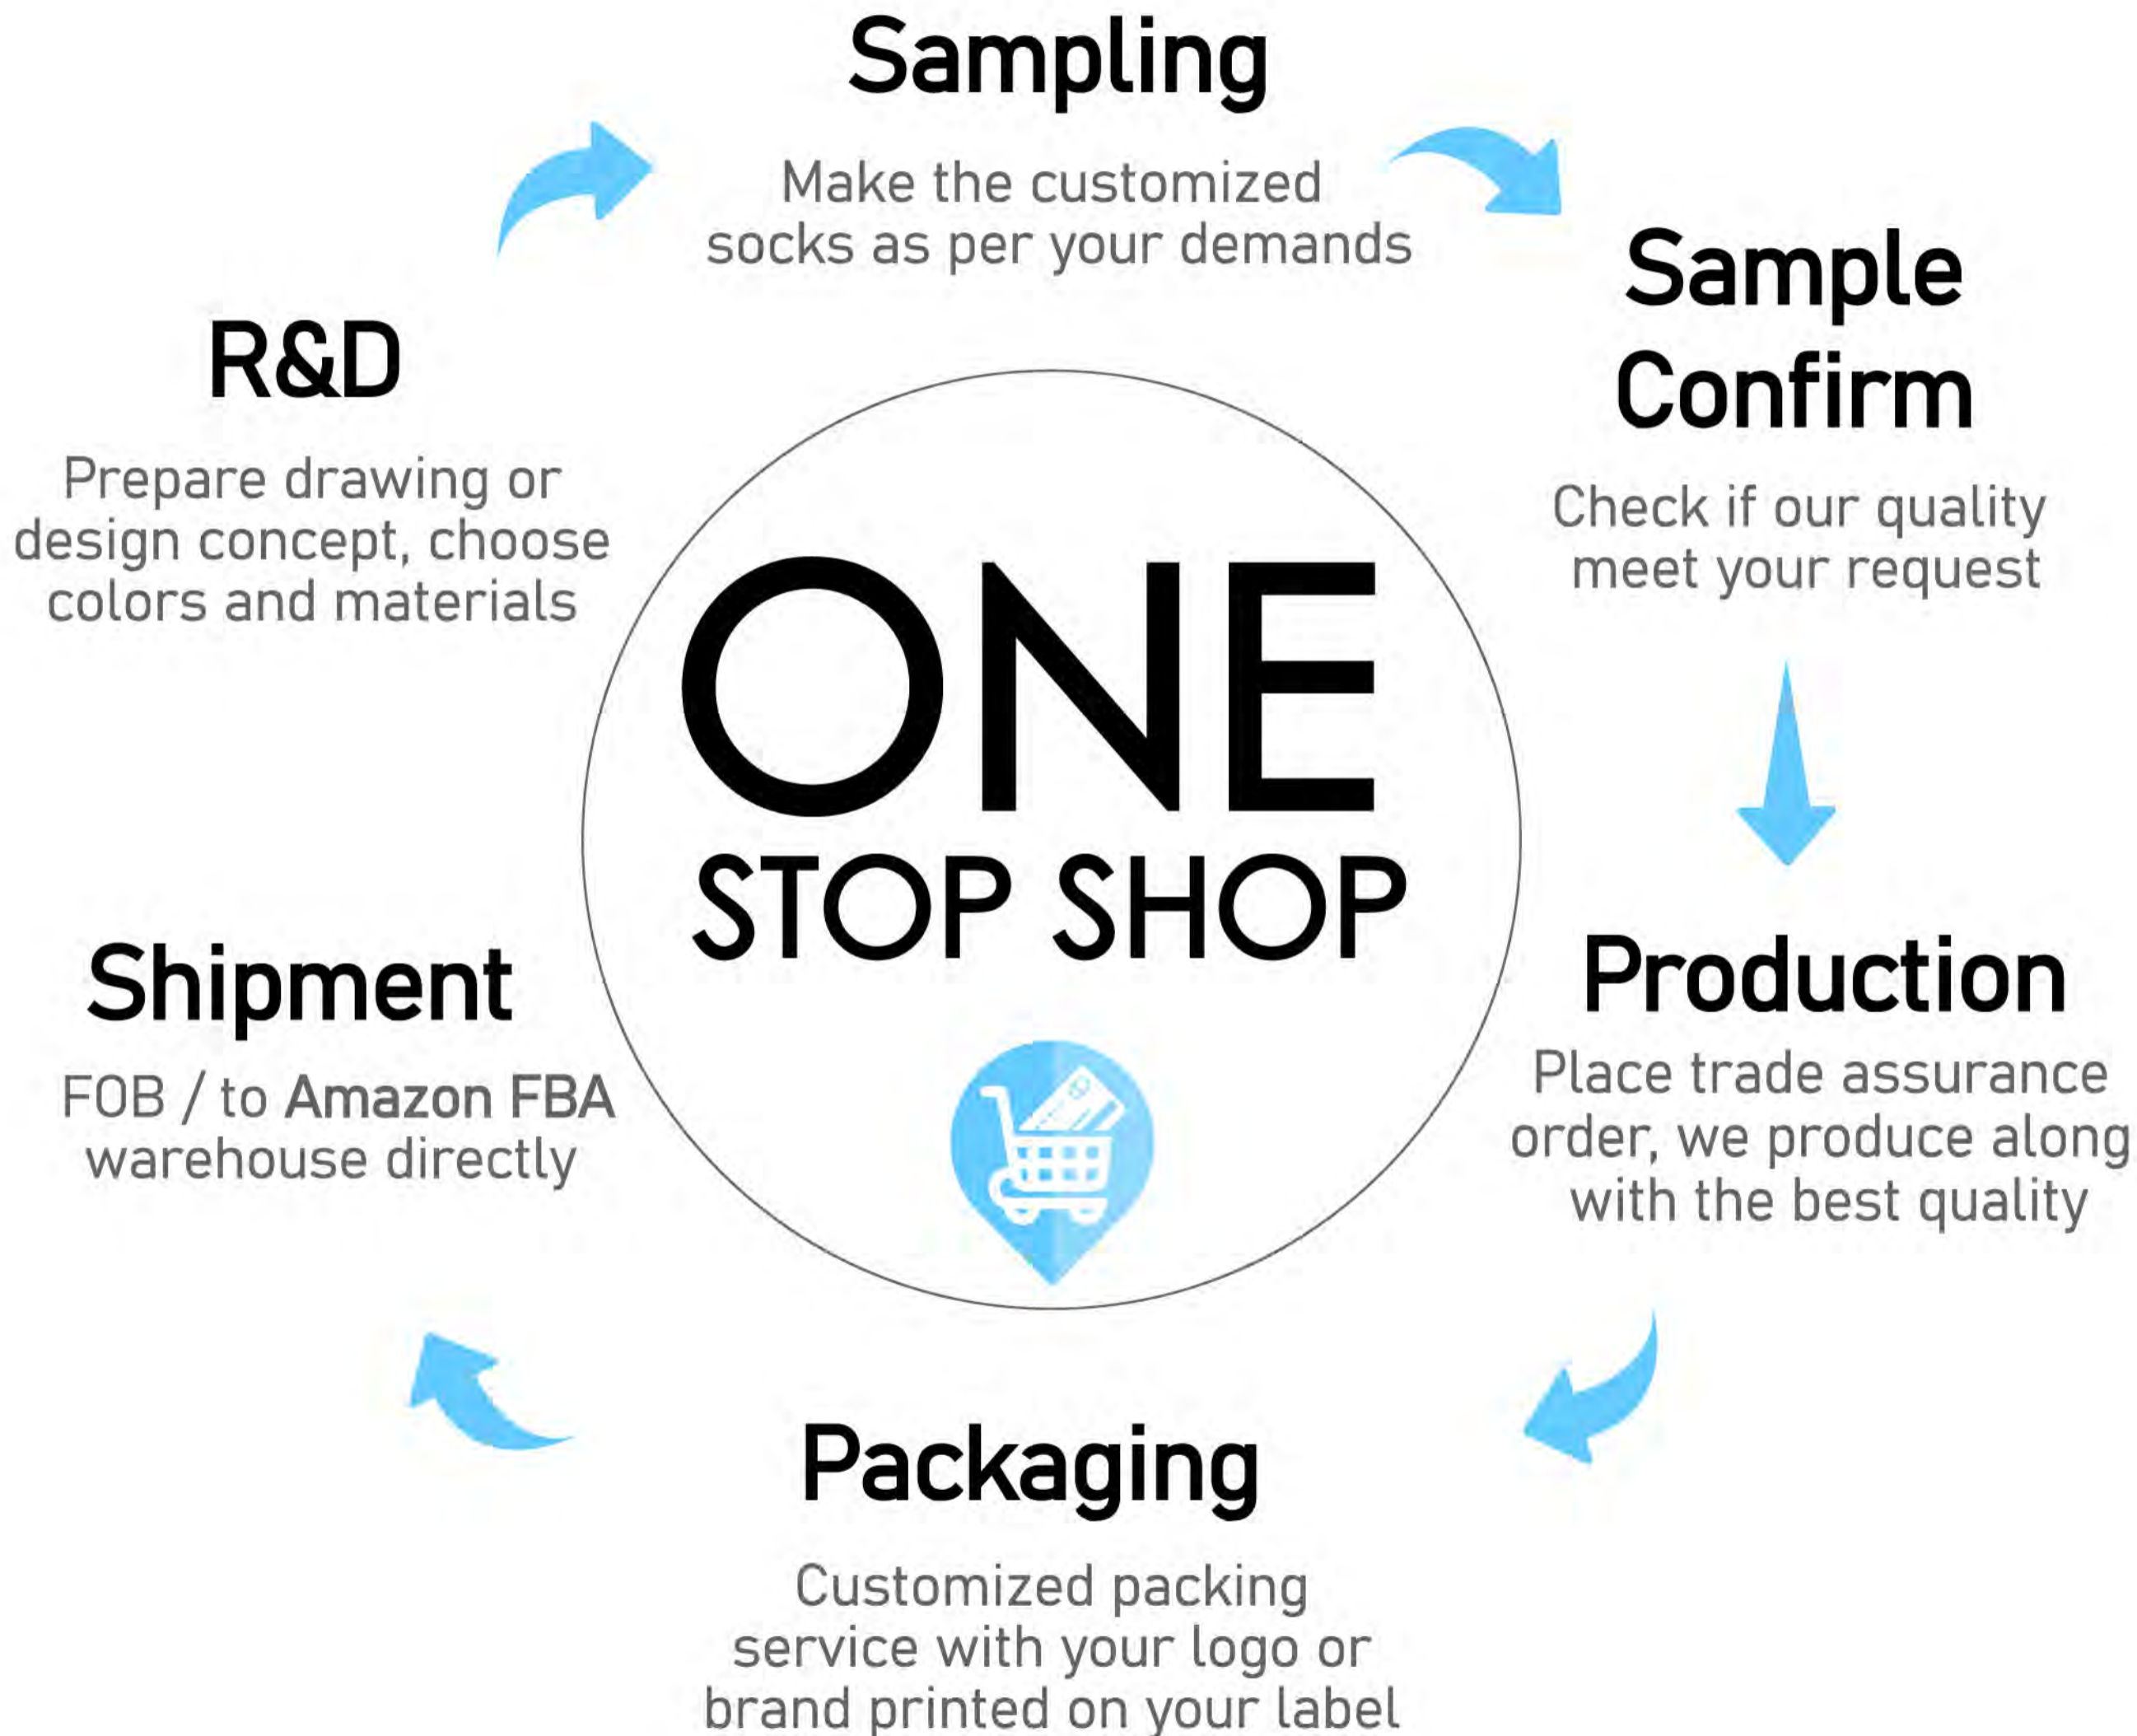 Sampling
Make the customized
socks as per your demands
R&D
Prepare drawing or
design concept, choose
colors and materials
Sample
Confirm
Check if our quality
meet your request
ONE
STOP SHOP
Production
Place trade assurance
order, we produce along
with the best quality
Packaging
Customized packing
service with your logo or
brand printed on your label
Shipment
FOB / to Amazon FBA
warehouse directly